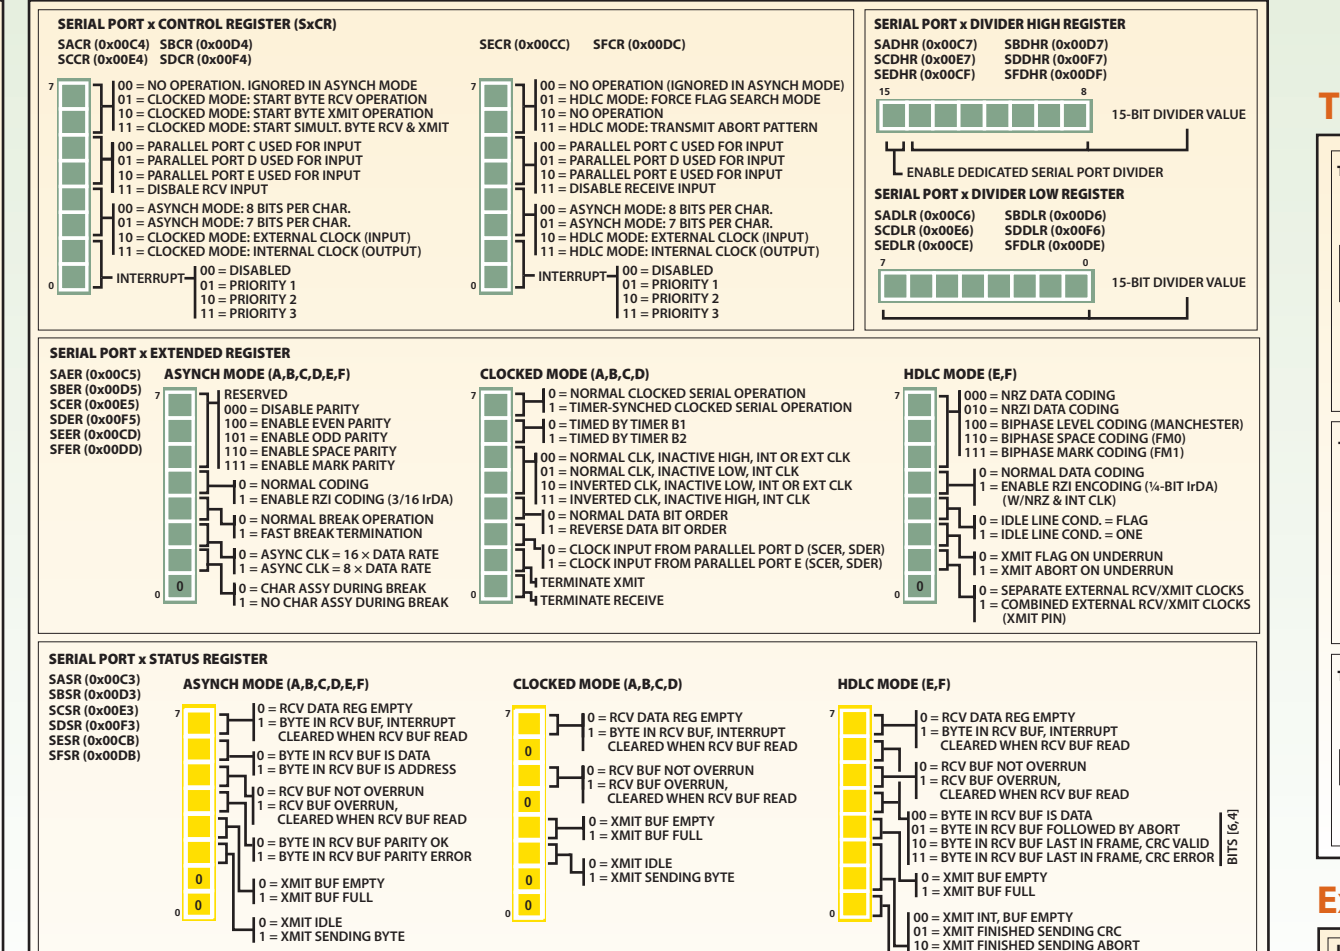 SERIAL PORT x CONTROL REGISTER (SxCR)
SACR (0x00C4) SBCR (0x00D4)
SCCR (0x00E4) SDCR (0x00F4)
7
00 = NO OPERATION. IGNORED IN ASYNCH MODE
01 = CLOCKED MODE: START BYTE RCV OPERATION
10 = CLOCKED MODE: START BYTE XMIT OPERATION
11 = CLOCKED MODE: START SIMULT. BYTE RCV & XMIT
00 = PARALLEL PORT C USED FOR INPUT
01 = PARALLEL PORT D USED FOR INPUT
10 = PARALLEL PORT E USED FOR INPUT
11 = DISBALE RCV INPUT
00 = ASYNCH MODE: 8 BITS PER CHAR.
01 = ASYNCH MODE: 7 BITS PER CHAR.
10 = CLOCKED MODE: EXTERNAL CLOCK (INPUT)
11 = CLOCKED MODE: INTERNAL CLOCK (OUTPUT)
0
INTERRUPT
00 = DISABLED
01 = PRIORITY 1
10 = PRIORITY 2
11 = PRIORITY 3
SECR (0x00CC) SFCR (0x00DC)
7
00 = NO OPERATION (IGNORED IN ASYNCH MODE)
01 = HDLC MODE: FORCE FLAG SEARCH MODE
10 = NO OPERATION
11 = HDLC MODE: TRANSMIT ABORT PATTERN
00 = PARALLEL PORT C USED FOR INPUT
01 = PARALLEL PORT D USED FOR INPUT
10 = PARALLEL PORT E USED FOR INPUT
11 = DISABLE RECEIVE INPUT
00 = ASYNCH MODE: 8 BITS PER CHAR.
01 = ASYNCH MODE: 7 BITS PER CHAR.
10 = HDLC MODE: EXTERNAL CLOCK (INPUT)
11 = HDLC MODE: INTERNAL CLOCK (OUTPUT)
0
INTERRUPT
00 = DISABLED
01 = PRIORITY 1
10 = PRIORITY 2
11 = PRIORITY 3
SERIAL PORT x DIVIDER HIGH REGISTER
SADHR (0x00C7) SBDHR (0x00D7)
SCDHR (0x00E7) SDDHR (0x00F7)
SEDHR (0x00CF) SFDHR (0x00DF)
15 8
15-BIT DIVIDER VALUE
ENABLE DEDICATED SERIAL PORT DIVIDER
SERIAL PORT x DIVIDER LOW REGISTER
SADLR (0x00C6) SBDLR (0x00D6)
SCDLR (0x00E6) SDDLR (0x00F6)
SEDLR (0x00CE) SFDLR (0x00DE)
7 0
15-BIT DIVIDER VALUE
SERIAL PORT x EXTENDED REGISTER
SAER (0x00C5)
SBER (0x00D5)
SCER (0x00E5)
SDER (0x00F5)
SEER (0x00CD)
SFER (0x00DD)
ASYNCH MODE (A,B,C,D,E,F)
7
RESERVED
000 = DISABLE PARITY
100 = ENABLE EVEN PARITY
101 = ENABLE ODD PARITY
110 = ENABLE SPACE PARITY
111 = ENABLE MARK PARITY
0 = NORMAL CODING
1 = ENABLE RZI CODING (3/16 IrDA)
0 = NORMAL BREAK OPERATION
1 = FAST BREAK TERMINATION
0 = ASYNC CLK = 16 × DATA RATE
1 = ASYNC CLK = 8 × DATA RATE
0
0 = CHAR ASSY DURING BREAK
0
1 = NO CHAR ASSY DURING BREAK
CLOCKED MODE (A,B,C,D)
7
0 = NORMAL CLOCKED SERIAL OPERATION
1 = TIMER-SYNCHED CLOCKED SERIAL OPERATION
0 = TIMED BY TIMER B1
1 = TIMED BY TIMER B2
00 = NORMAL CLK, INACTIVE HIGH, INT OR EXT CLK
01 = NORMAL CLK, INACTIVE LOW, INT CLK
10 = INVERTED CLK, INACTIVE LOW, INT OR EXT CLK
11 = INVERTED CLK, INACTIVE HIGH, INT CLK
0 = NORMAL DATA BIT ORDER
1 = REVERSE DATA BIT ORDER
0 = CLOCK INPUT FROM PARALLEL PORT D (SCER, SDER)
1 = CLOCK INPUT FROM PARALLEL PORT E (SCER, SDER)
TERMINATE XMIT
0
TERMINATE RECEIVE
HDLC MODE (E,F)
7
000 = NRZ DATA CODING
010 = NRZI DATA CODING
100 = BIPHASE LEVEL CODING (MANCHESTER)
110 = BIPHASE SPACE CODING (FM0)
111 = BIPHASE MARK CODING (FM1)
0 = NORMAL DATA CODING
1 = ENABLE RZI ENCODING (¼-BIT IrDA)
(W/NRZ & INT CLK)
0 = IDLE LINE COND. = FLAG
1 = IDLE LINE COND. = ONE
0 = XMIT FLAG ON UNDERRUN
1 = XMIT ABORT ON UNDERRUN
0
0 = SEPARATE EXTERNAL RCV/XMIT CLOCKS
0
1 = COMBINED EXTERNAL RCV/XMIT CLOCKS
(XMIT PIN)
SERIAL PORT x STATUS REGISTER
SASR (0x00C3)
SBSR (0x00D3)
SCSR (0x00E3)
SDSR (0x00F3)
SESR (0x00CB)
SFSR (0x00DB)
ASYNCH MODE (A,B,C,D,E,F)
7
0 = RCV DATA REG EMPTY
1 = BYTE IN RCV BUF, INTERRUPT
CLEARED WHEN RCV BUF READ
0 = BYTE IN RCV BUF IS DATA
1 = BYTE IN RCV BUF IS ADDRESS
0 = RCV BUF NOT OVERRUN
1 = RCV BUF OVERRUN,
CLEARED WHEN RCV BUF READ
0 = BYTE IN RCV BUF PARITY OK
1 = BYTE IN RCV BUF PARITY ERROR
0
0 = XMIT BUF EMPTY
1 = XMIT BUF FULL
0
0
0 = XMIT IDLE
1 = XMIT SENDING BYTE
CLOCKED MODE (A,B,C,D)
7
0 = RCV DATA REG EMPTY
1 = BYTE IN RCV BUF, INTERRUPT
CLEARED WHEN RCV BUF READ
0
0 = RCV BUF NOT OVERRUN
1 = RCV BUF OVERRUN,
CLEARED WHEN RCV BUF READ
0
0 = XMIT BUF EMPTY
1 = XMIT BUF FULL
0 = XMIT IDLE
1 = XMIT SENDING BYTE
0
0
0
HDLC MODE (E,F)
7
0 = RCV DATA REG EMPTY
1 = BYTE IN RCV BUF, INTERRUPT
CLEARED WHEN RCV BUF READ
0 = RCV BUF NOT OVERRUN
1 = RCV BUF OVERRUN,
CLEARED WHEN RCV BUF READ
00 = BYTE IN RCV BUF IS DATA
01 = BYTE IN RCV BUF FOLLOWED BY ABORT
10 = BYTE IN RCV BUF LAST IN FRAME, CRC VALID
11 = BYTE IN RCV BUF LAST IN FRAME, CRC ERROR
BITS [6,4]
0 = XMIT BUF EMPTY
1 = XMIT BUF FULL
0
00 = XMIT INT, BUF EMPTY
01 = XMIT FINISHED SENDING CRC
10 = XMIT FINISHED SENDING ABORT
T